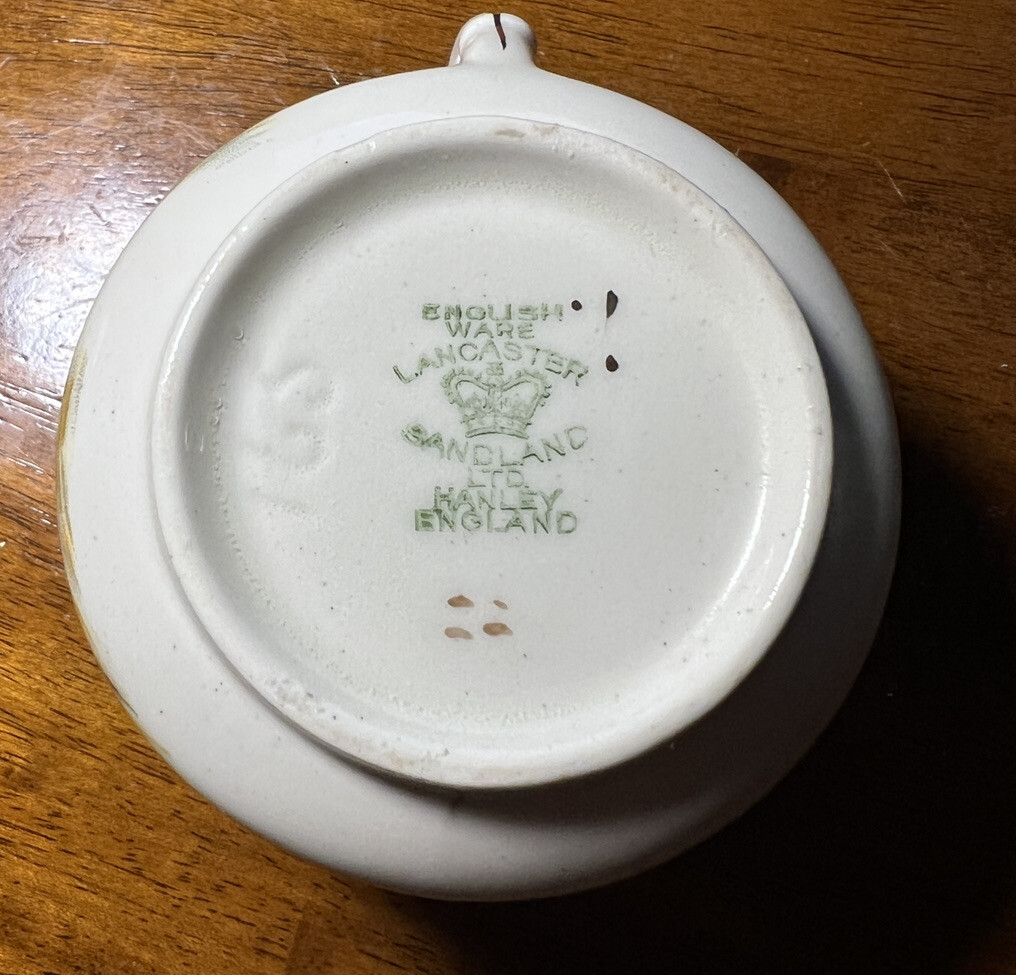 ENGLISH
WARE
LANCASTER
SANDLAND
LTD.
HANLEY
ENGLAND